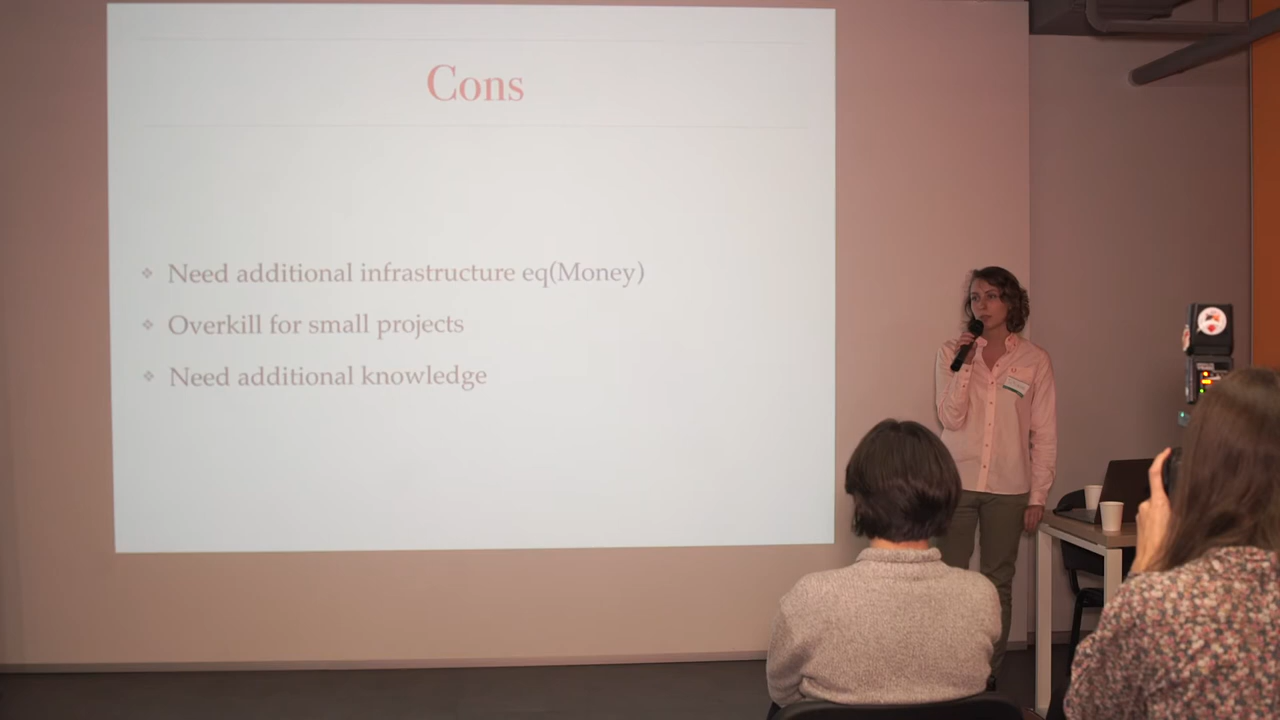 Cons
Need additional infrastructure eq(Money)
Overkill for small projects
Need additional knowledge